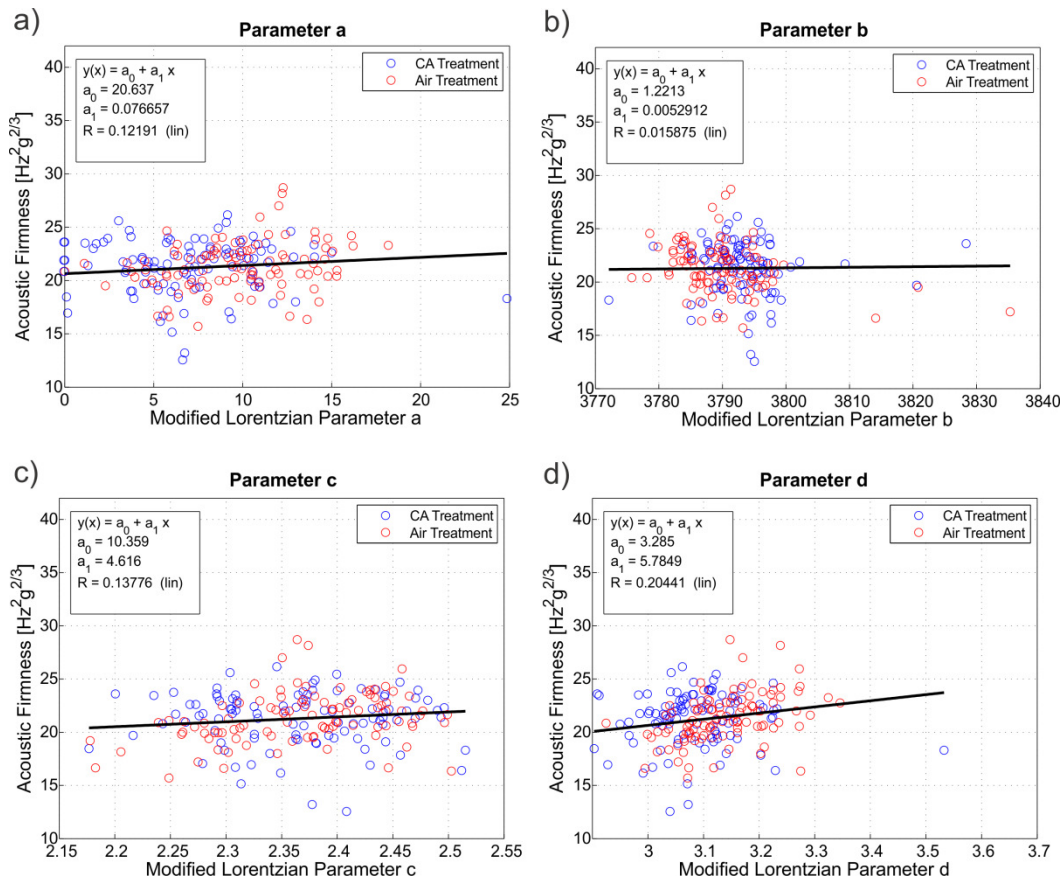 a)
Parameter a
y(x) = a0 + a1 x
a0 = 20.637
a1 = 0.076657
R = 0.12191 (lin)
CA Treatment
Air Treatment
Acoustic Firmness [Hz²g²/³]
40
35
30
25
20
15
10
0 5 10 15 20 25
Modified Lorentzian Parameter a
b)
Parameter b
y(x) = a0 + a1 x
a0 = 1.2213
a1 = 0.0052912
R = 0.015875 (lin)
CA Treatment
Air Treatment
Acoustic Firmness [Hz²g²/³]
40
35
30
25
20
15
10
3770 3780 3790 3800 3810 3820 3830 3840
Modified Lorentzian Parameter b
c)
Parameter c
y(x) = a0 + a1 x
a0 = 10.359
a1 = 4.616
R = 0.13776 (lin)
CA Treatment
Air Treatment
Acoustic Firmness [Hz²g²/³]
40
35
30
25
20
15
10
2.15 2.2 2.25 2.3 2.35 2.4 2.45 2.5 2.55
Modified Lorentzian Parameter c
d)
Parameter d
y(x) = a0 + a1 x
a0 = 3.285
a1 = 5.7849
R = 0.20441 (lin)
CA Treatment
Air Treatment
Acoustic Firmness [Hz²g²/³]
40
35
30
25
20
15
10
3 3.1 3.2 3.3 3.4 3.5 3.6 3.7
Modified Lorentzian Parameter d